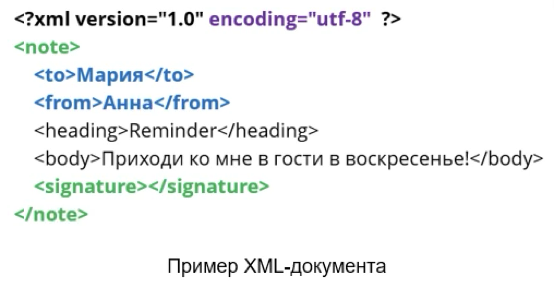 <?xml version="1.0" encoding="utf-8" ?>
<note>
<to>Мария</to>
<from>Анна</from>
<heading>Reminder</heading>
<body>Приходи ко мне в гости в воскресенье!</body>
<signature></signature>
</note>
Пример XML-документа